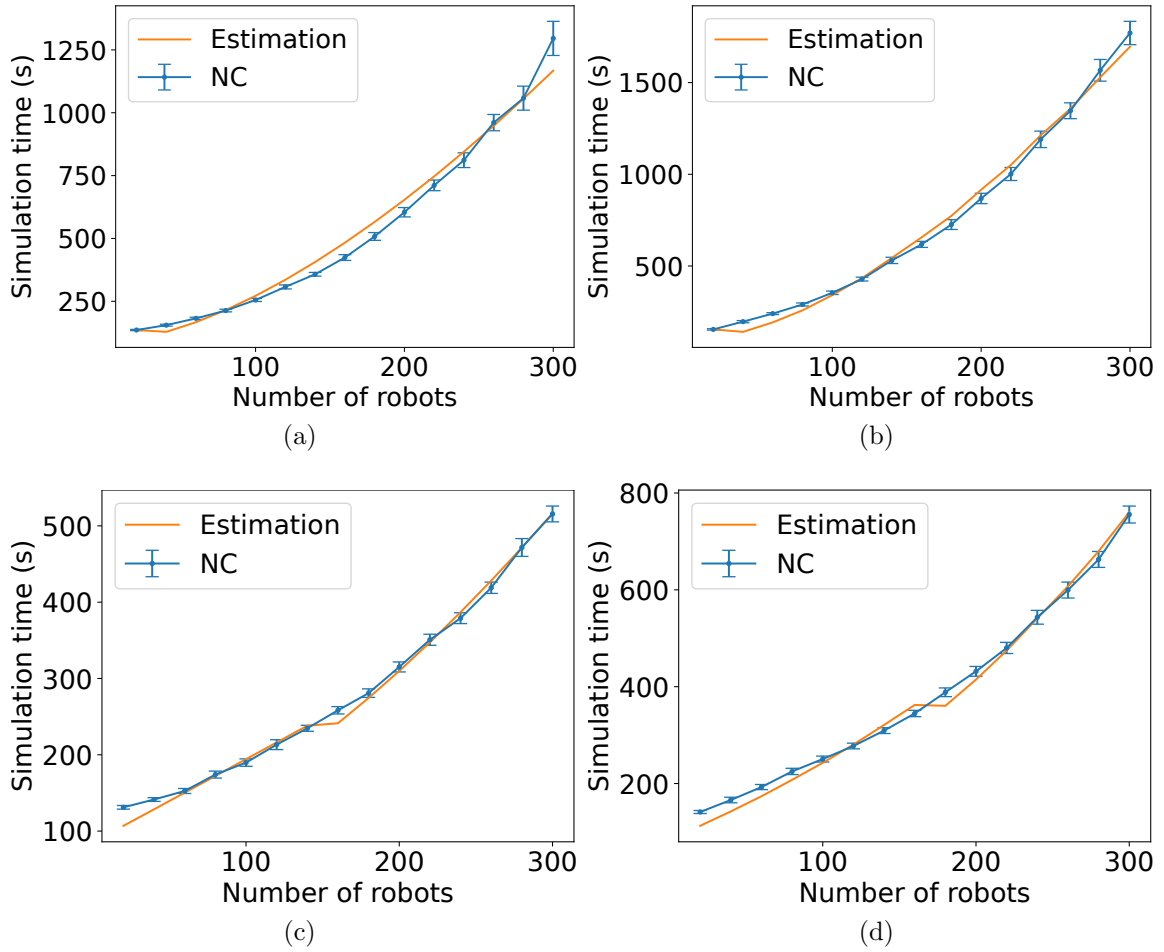 Simulation time (s)
1250
1000
750
500
250
Estimation
NC
100
200
300
Number of robots
(a)
Simulation time (s)
1500
1000
500
Estimation
NC
100
200
300
Number of robots
(b)
Simulation time (s)
500
400
300
200
100
Estimation
NC
100
200
300
Number of robots
(c)
Simulation time (s)
800
600
400
200
Estimation
NC
100
200
300
Number of robots
(d)